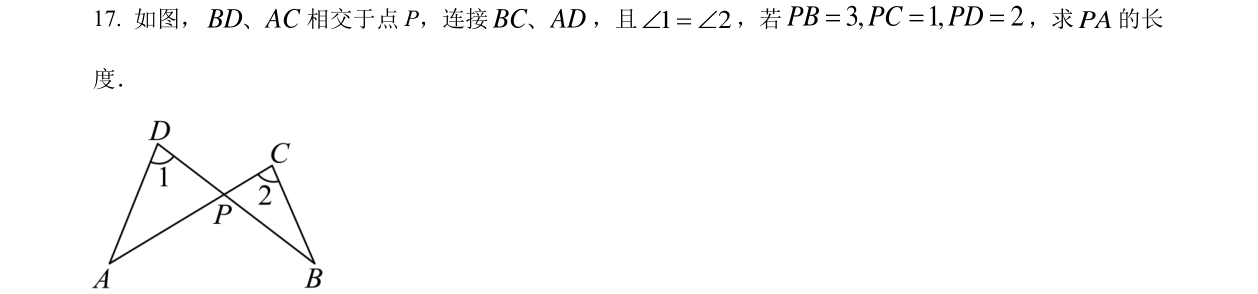 17. 如图，BD、AC 相交于点 P，连接 BC、AD，且∠1=∠2，若 PB=3,PC=1,PD=2，求 PA 的长
度．
D
C
1
2
P
A
B